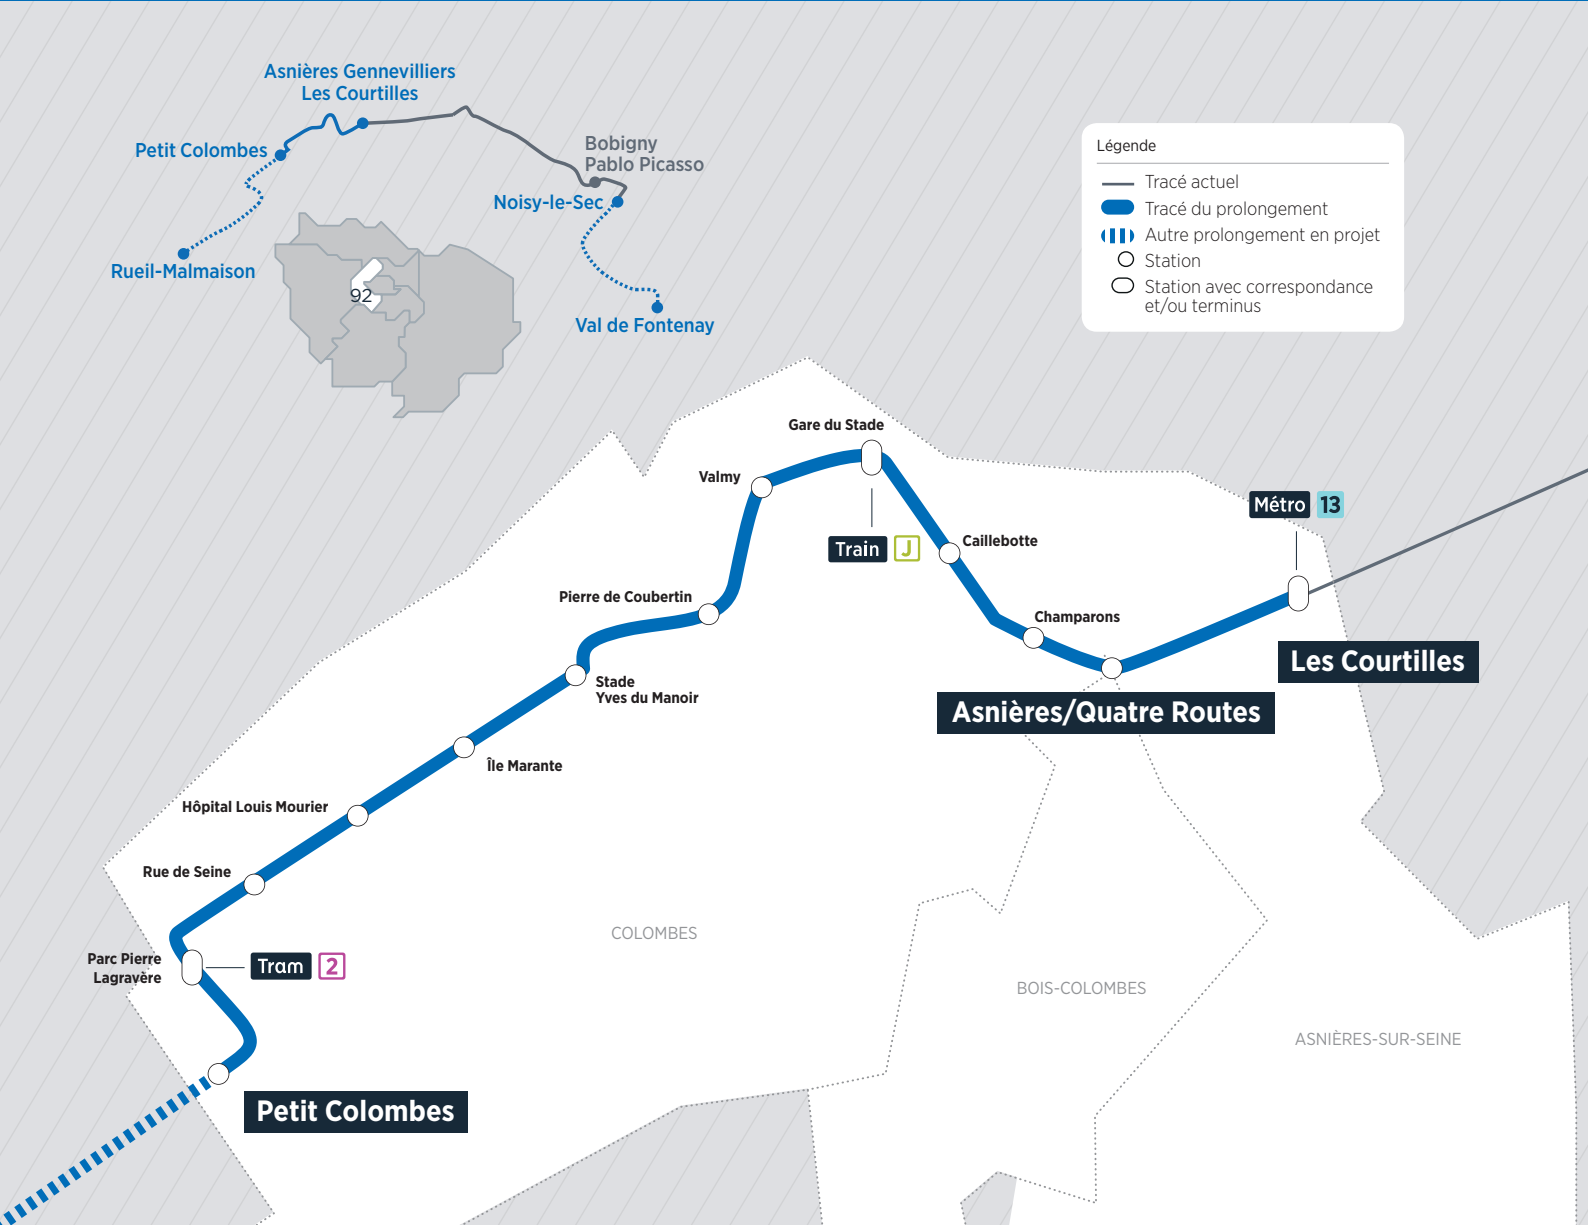 Asnières Gennevilliers
Les Courtilles
Petit Colombes
Bobigny
Pablo Picasso
Noisy-le-Sec
Rueil-Malmaison
92
Val de Fontenay
Légende
Tracé actuel
Tracé du prolongement
Autre prolongement en projet
Station
Station avec correspondance
et/ou terminus
Gare du Stade
Valmy
Métro 13
Train J
Caillebotte
Pierre de Coubertin
Champarons
Les Courtilles
Stade
Yves du Manoir
Asnières/Quatre Routes
Île Marante
Hôpital Louis Mourier
Rue de Seine
COLOMBES
Parc Pierre
Lagravère
Tram 2
BOIS-COLOMBES
ASNIÈRES-SUR-SEINE
Petit Colombes